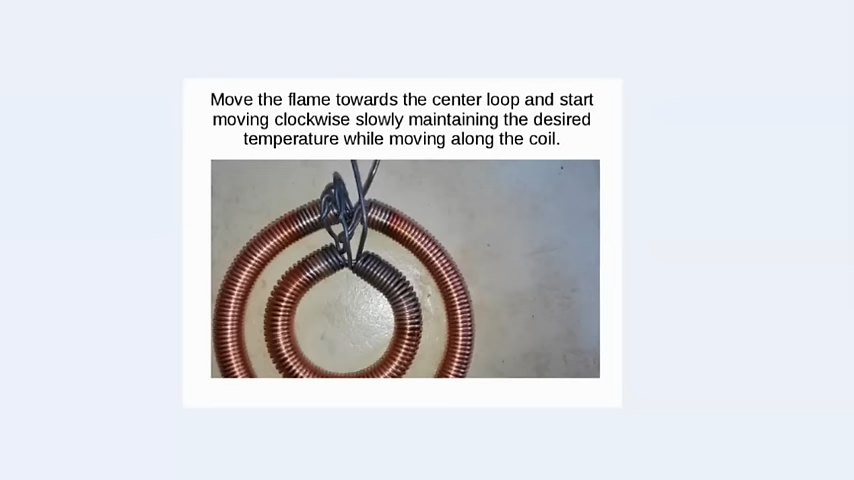 Move the flame towards the center loop and start
moving clockwise slowly maintaining the desired
temperature while moving along the coil.